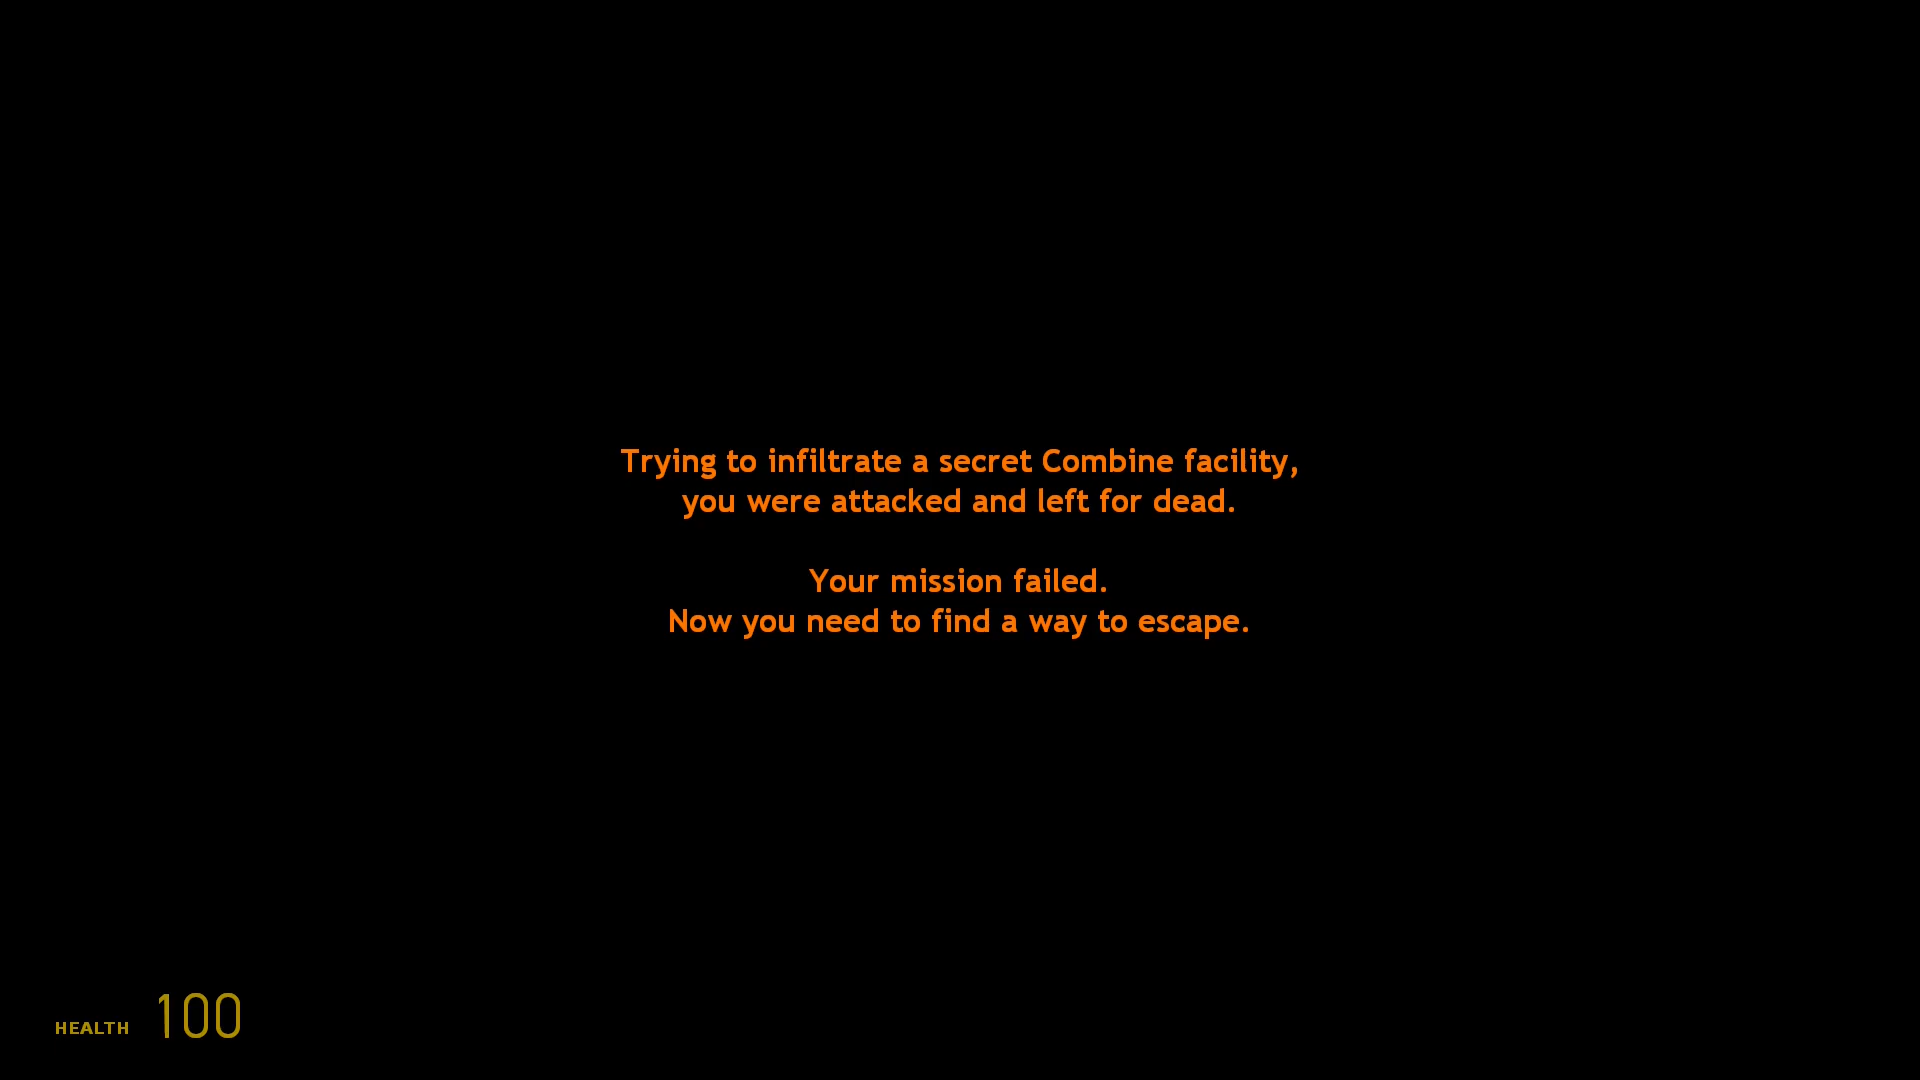 Trying to infiltrate a secret Combine facility,
you were attacked and left for dead.
Your mission failed.
Now you need to find a way to escape.
HEALTH 100